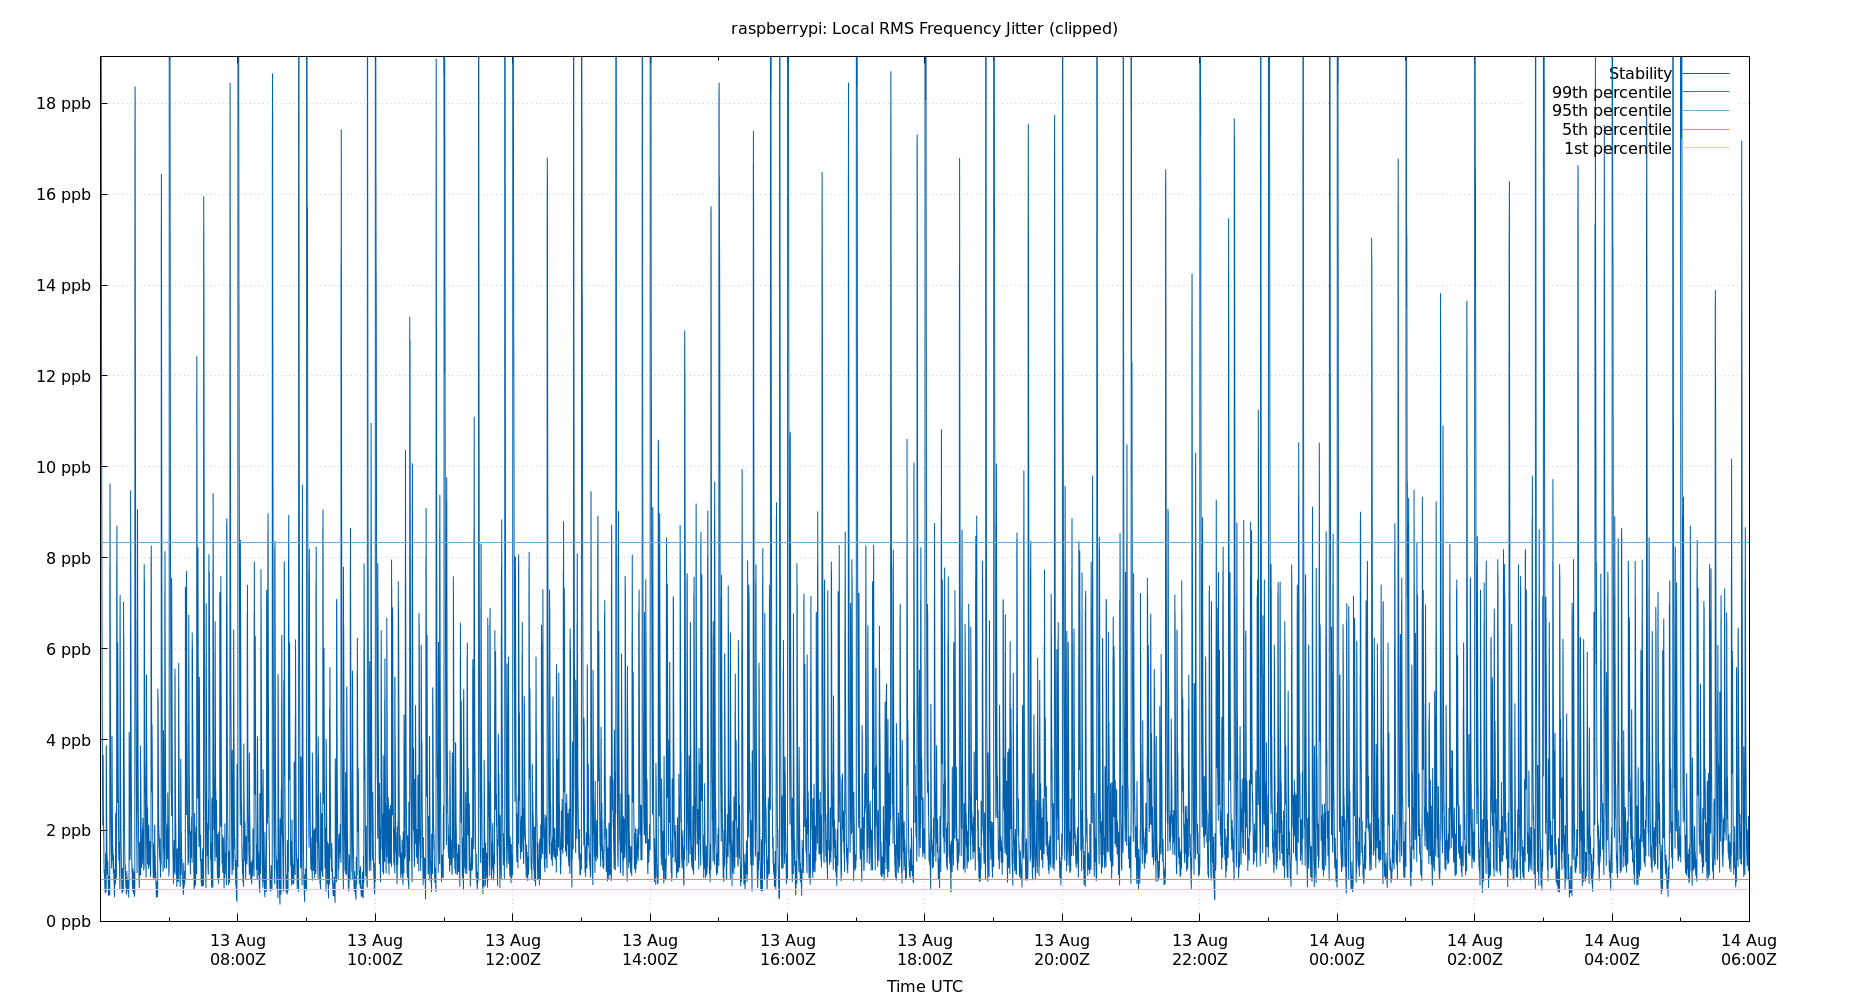 raspberrypi: Local RMS Frequency Jitter (clipped)
Stability
99th percentile
95th percentile
5th percentile
1st percentile
18 ppb
16 ppb
14 ppb
12 ppb
10 ppb
8 ppb
6 ppb
4 ppb
2 ppb
0 ppb
13 Aug 13 Aug 13 Aug 13 Aug 13 Aug 13 Aug 13 Aug 13 Aug 14 Aug 14 Aug 14 Aug 14 Aug
08:00Z 10:00Z 12:00Z 14:00Z 16:00Z 18:00Z 20:00Z 22:00Z 00:00Z 02:00Z 04:00Z 06:00Z
Time UTC